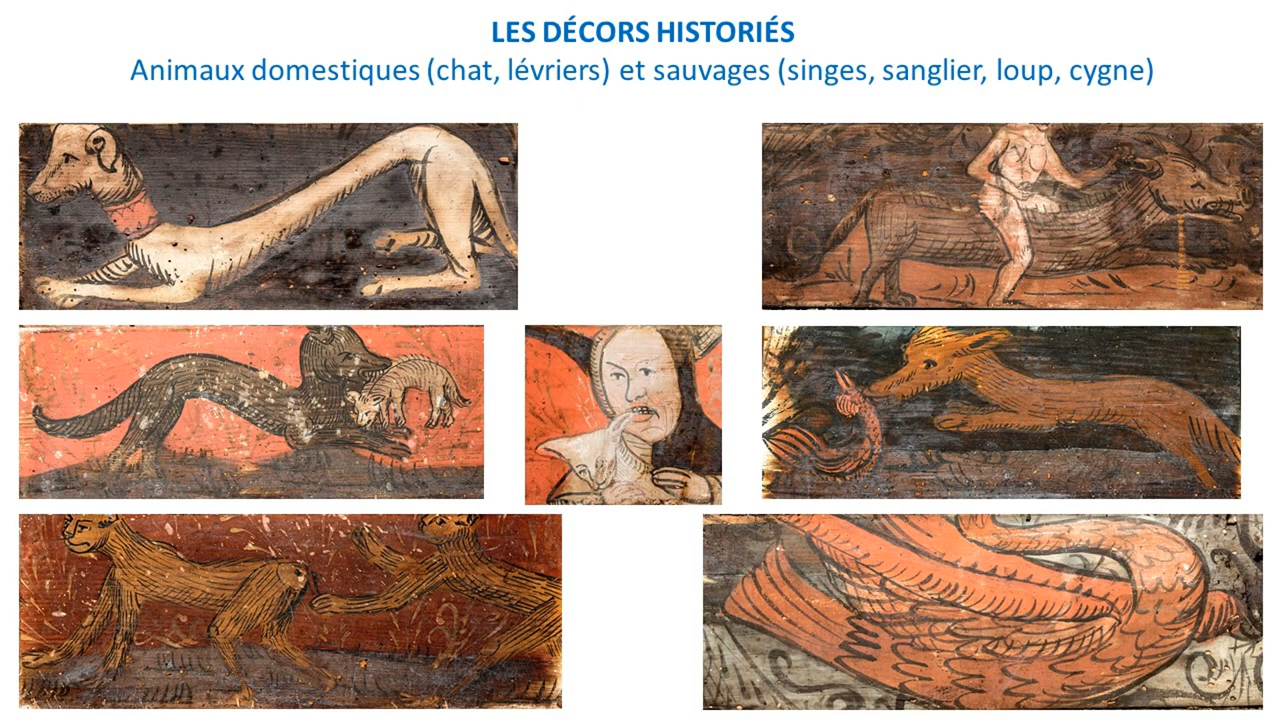 LES DÉCORS HISTORIÉS
Animaux domestiques (chat, lévriers) et sauvages (singes, sanglier, loup, cygne)